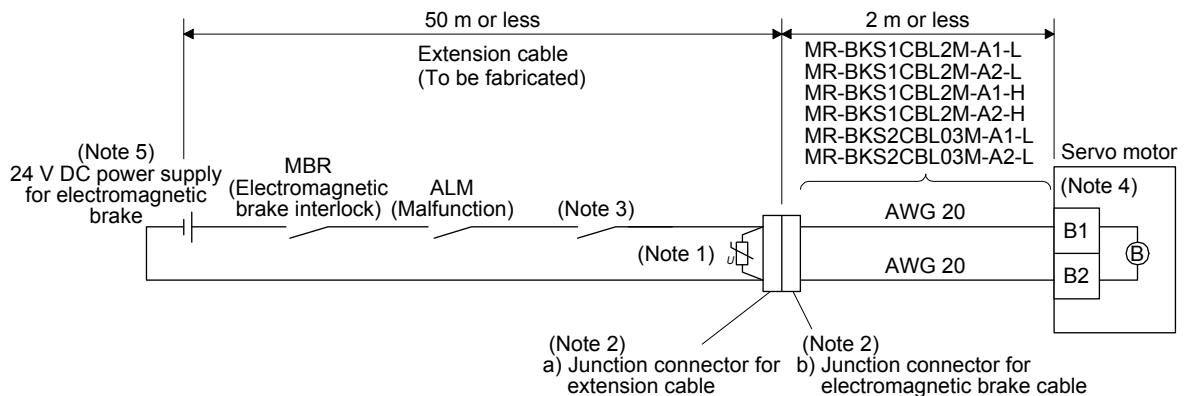 50 m or less
2 m or less
Extension cable
(To be fabricated)
MR-BKS1CBL2M-A1-L
MR-BKS1CBL2M-A2-L
MR-BKS1CBL2M-A1-H
MR-BKS1CBL2M-A2-H
MR-BKS2CBL03M-A1-L
MR-BKS2CBL03M-A2-L
(Note 5)
24 V DC power supply
for electromagnetic
brake
MBR
(Electromagnetic
brake interlock)
ALM
(Malfunction)
(Note 3)
(Note 1)
U
AWG 20
AWG 20
Servo motor
(Note 4)
B1
B2
B
(Note 2)
a) Junction connector for
extension cable
(Note 2)
b) Junction connector for
electromagnetic brake cable